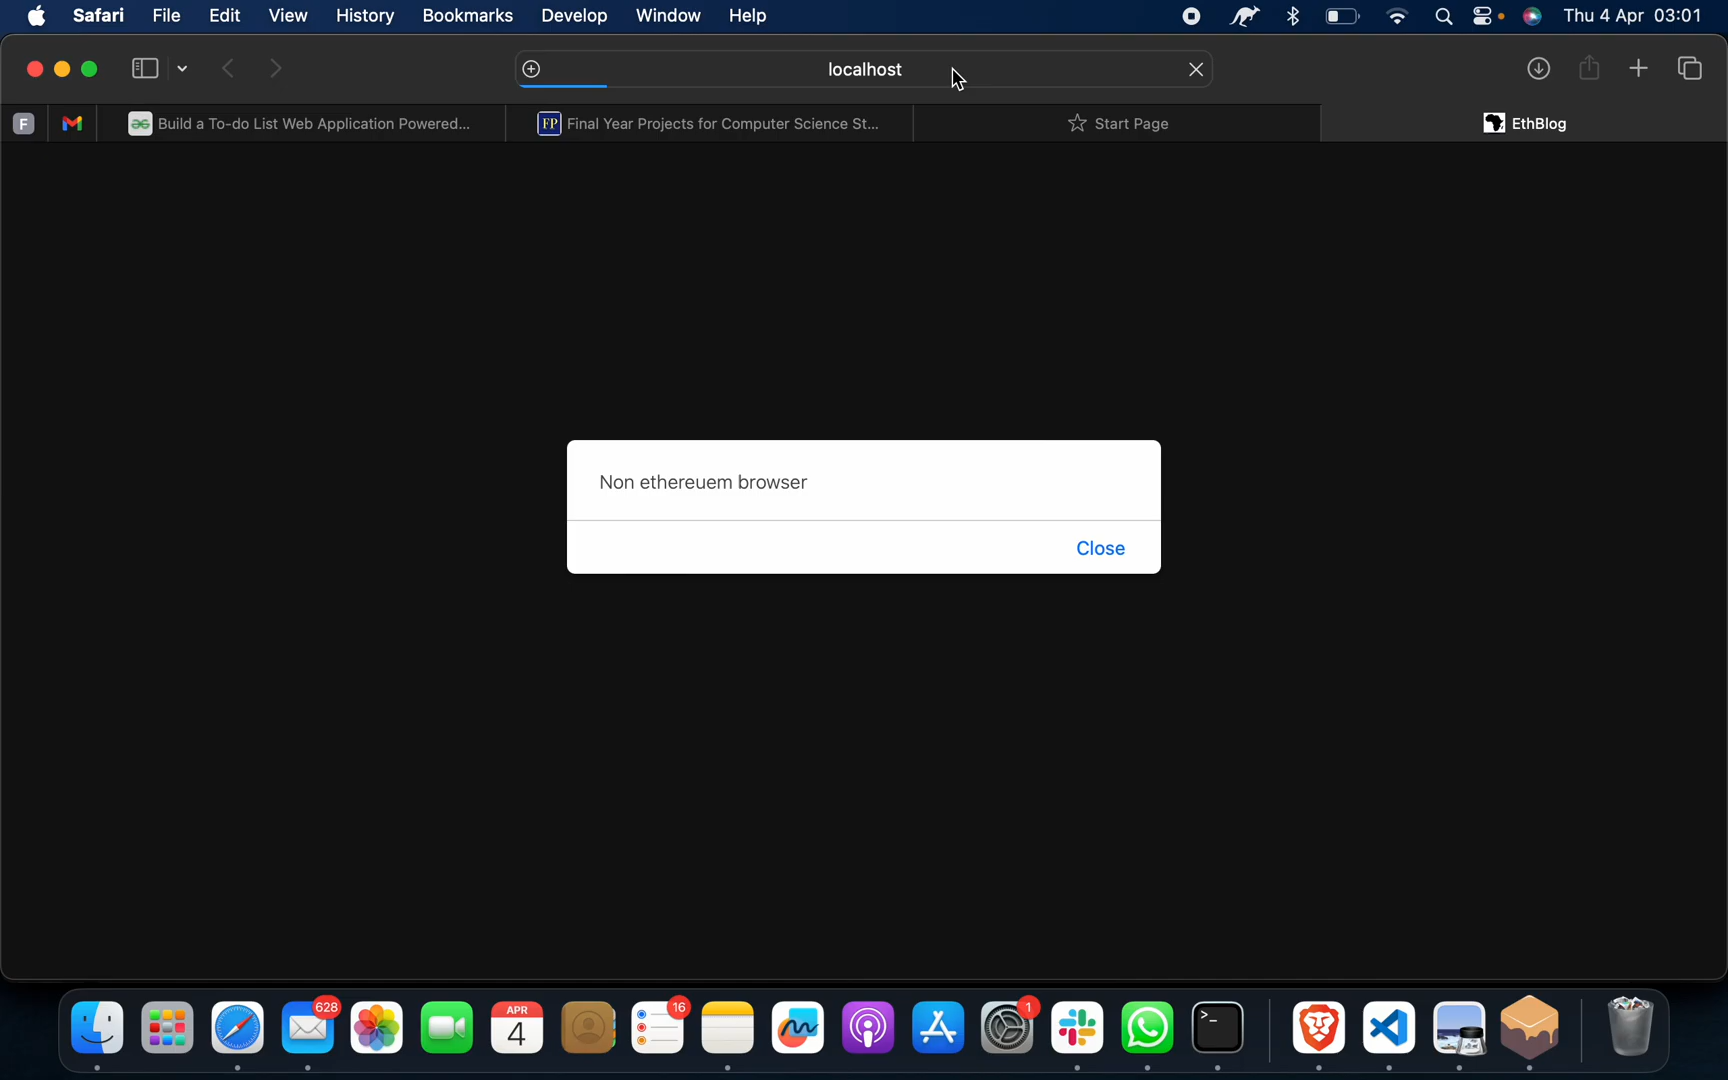 Safari File Edit View History Bookmarks Develop Window Help Thu 4 Apr 03:01
localhost
F Build a To-do List Web Application Powered... FP Final Year Projects for Computer Science St... Start Page EthBlog
Non ethereuem browser
Close
628 APR 4 16 1 >_